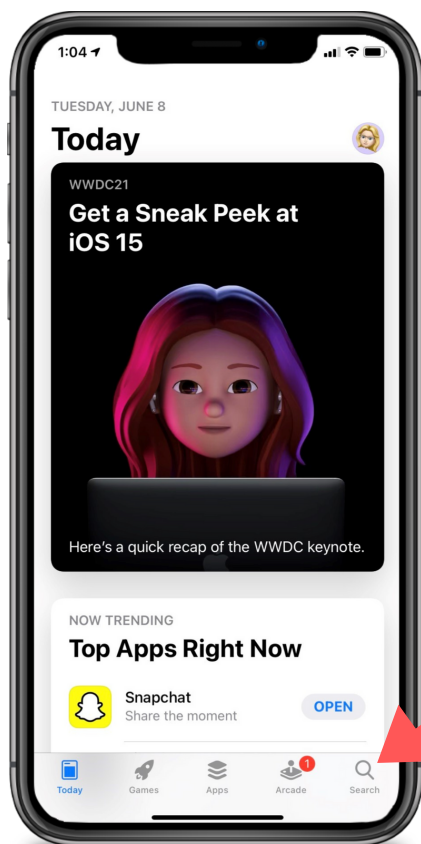 1:04
TUESDAY, JUNE 8
Today
WWDC21
Get a Sneak Peek at
iOS 15
Here's a quick recap of the WWDC keynote.
NOW TRENDING
Top Apps Right Now
Snapchat
OPEN
Share the moment
1
Today Games Apps Arcade Search